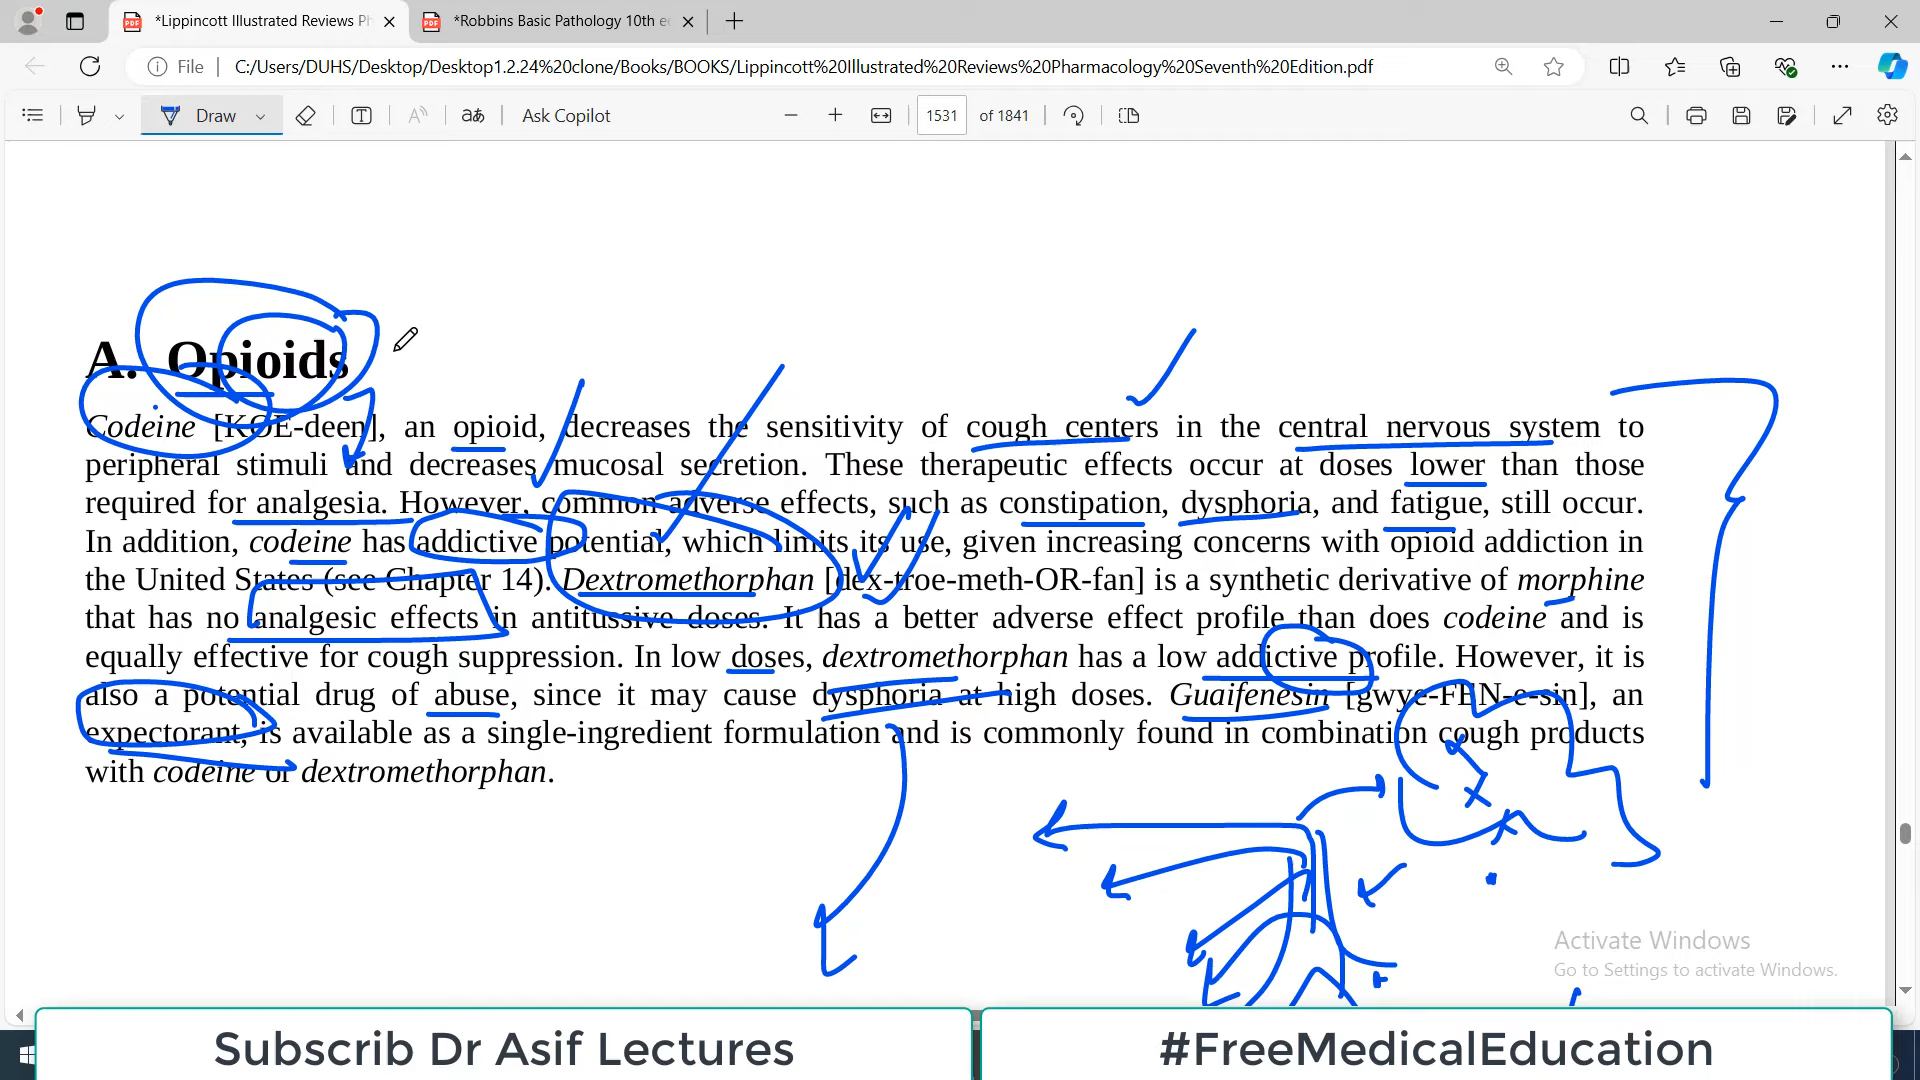 *Lippincott Illustrated Reviews Ph
*Robbins Basic Pathology 10th e
File
C:/Users/DUHS/Desktop/Desktop1.2.24%20clone/Books/BOOKS/Lippincott%20Illustrated%20Reviews%20Pharmacology%20Seventh%20Edition.pdf
Draw
Ask Copilot
1531 of 1841
A. Opioids
Codeine [KOE-deen], an opioid, decreases the sensitivity of cough centers in the central nervous system to
peripheral stimuli and decreases mucosal secretion. These therapeutic effects occur at doses lower than those
required for analgesia. However, common adverse effects, such as constipation, dysphoria, and fatigue, still occur.
In addition, codeine has addictive potential, which limits its use, given increasing concerns with opioid addiction in
the United States (see Chapter 14). Dextromethorphan [dex-troe-meth-OR-fan] is a synthetic derivative of morphine
that has no analgesic effects in antitussive doses. It has a better adverse effect profile than does codeine and is
equally effective for cough suppression. In low doses, dextromethorphan has a low addictive profile. However, it is
also a potential drug of abuse, since it may cause dysphoria at high doses. Guaifenesin [gwye-FEN-e-sin], an
expectorant, is available as a single-ingredient formulation and is commonly found in combination cough products
with codeine or dextromethorphan.
Activate Windows
Go to Settings to activate Windows.
Subscrib Dr Asif Lectures
#FreeMedicalEducation